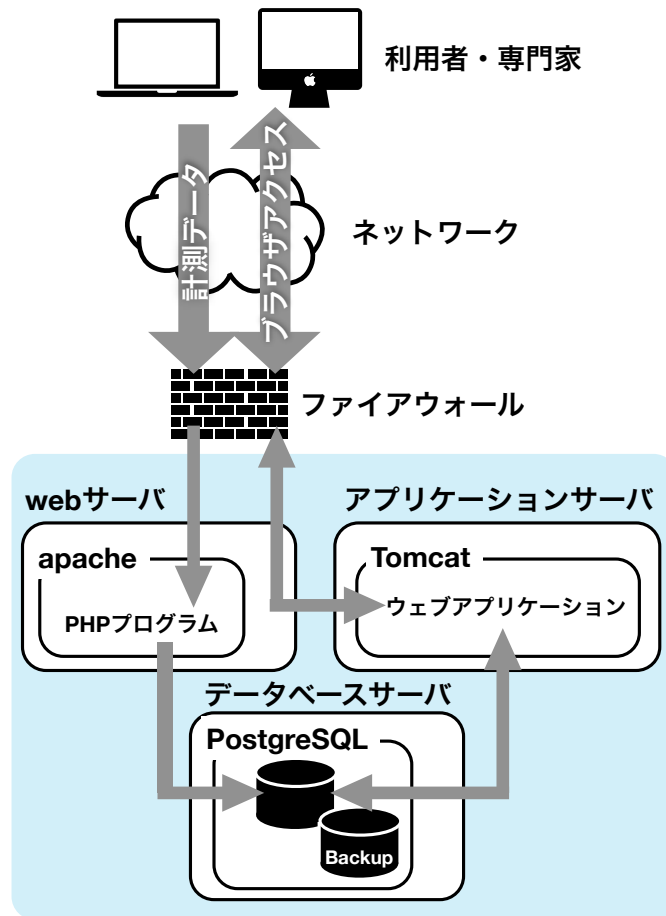 利用者・専門家
計測データ
ブラウザアクセス
ネットワーク
ファイアウォール
webサーバ
アプリケーションサーバ
apache
Tomcat
PHPプログラム
ウェブアプリケーション
データベースサーバ
PostgreSQL
Backup